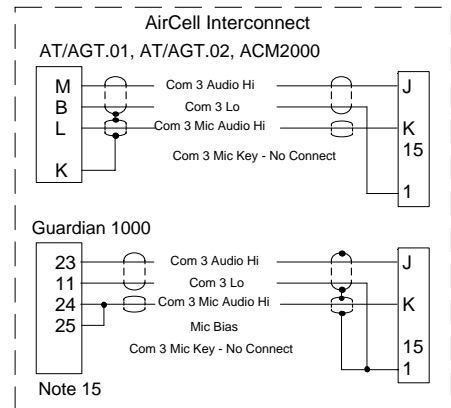 AirCell Interconnect
AT/AGT.01, AT/AGT.02, ACM2000
M Com 3 Audio Hi J
B Com 3 Lo
L Com 3 Mic Audio Hi K
15
Com 3 Mic Key - No Connect
K
1
Guardian 1000
23 Com 3 Audio Hi J
11 Com 3 Lo
24 Com 3 Mic Audio Hi K
25 Mic Bias
Com 3 Mic Key - No Connect 15
1
Note 15